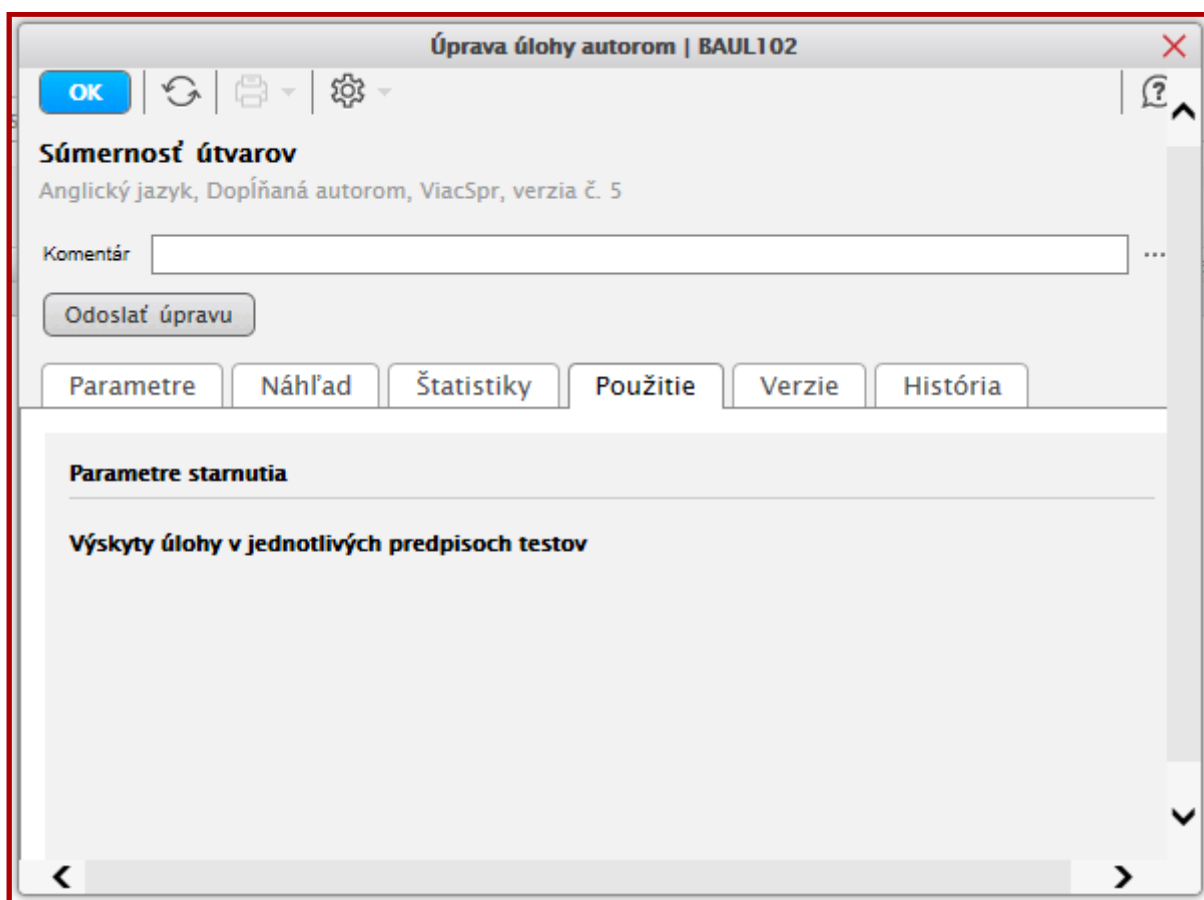 Úprava úlohy autorom | BAUL102
OK
Súmernosť útvarov
Anglický jazyk, Dopĺňaná autorom, ViacSpr, verzia č. 5
Komentár
...
Odoslať úpravu
Parametre Náhľad Štatistiky Použitie Verzie História
Parametre starnutia
Výskyty úlohy v jednotlivých predpisoch testov